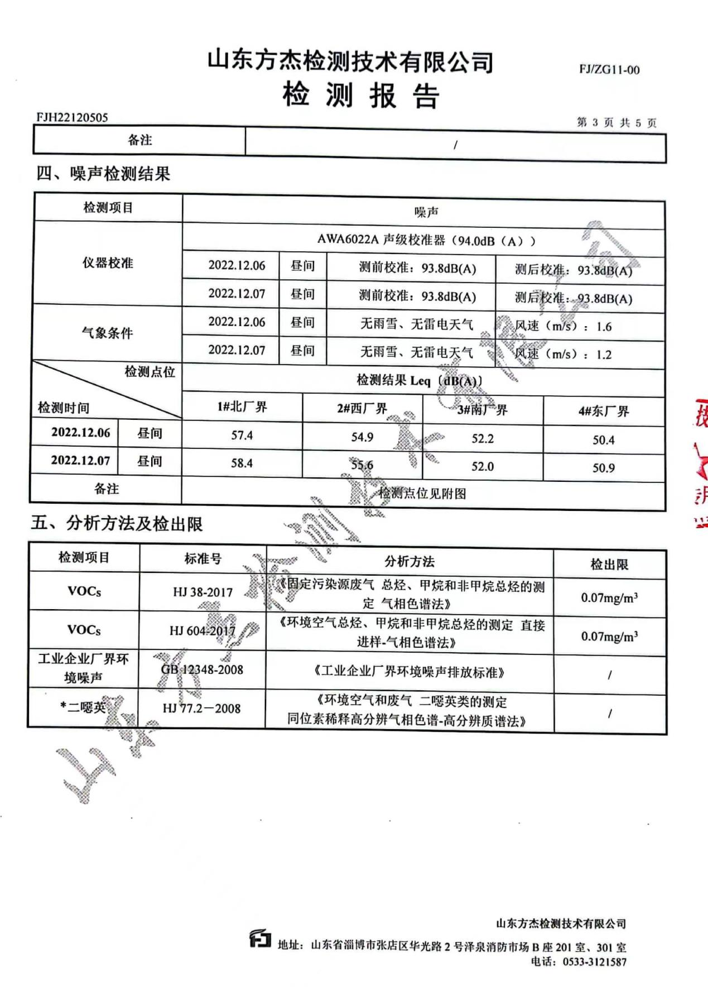 山东方杰检测技术有限公司
FJ/ZG11-00
检 测 报 告
FJH22120505
第 3 页 共 5 页
备注 /
四、噪声检测结果
检测项目 噪声
仪器校准 AWA6022A 声级校准器（94.0dB（A））
2022.12.06 昼间 测前校准：93.8dB(A) 测后校准：93.8dB(A)
2022.12.07 昼间 测前校准：93.8dB(A) 测后校准：93.8dB(A)
气象条件
2022.12.06 昼间 无雨雪、无雷电天气 风速（m/s）：1.6
2022.12.07 昼间 无雨雪、无雷电天气 风速（m/s）：1.2
检测点位 检测结果 Leq〔dB(A)〕
检测时间 1#北厂界 2#西厂界 3#南厂界 4#东厂界
2022.12.06 昼间 57.4 54.9 52.2 50.4
2022.12.07 昼间 58.4 55.6 52.0 50.9
备注 检测点位见附图
五、分析方法及检出限
检测项目 标准号 分析方法 检出限
VOCs HJ 38-2017 《固定污染源废气 总烃、甲烷和非甲烷总烃的测
定 气相色谱法》 0.07mg/m³
VOCs HJ 604-2017 《环境空气总烃、甲烷和非甲烷总烃的测定 直接
进样-气相色谱法》 0.07mg/m³
工业企业厂界环
境噪声 GB 12348-2008 《工业企业厂界环境噪声排放标准》 /
*二噁英 HJ 77.2－2008 《环境空气和废气 二噁英类的测定
同位素稀释高分辨气相色谱-高分辨质谱法》 /
山东方杰检测技术有限公司
山东方杰检测技术有限公司
地址：山东省淄博市张店区华光路 2 号泽泉消防市场 B 座 201 室、301 室
电话：0533-3121587